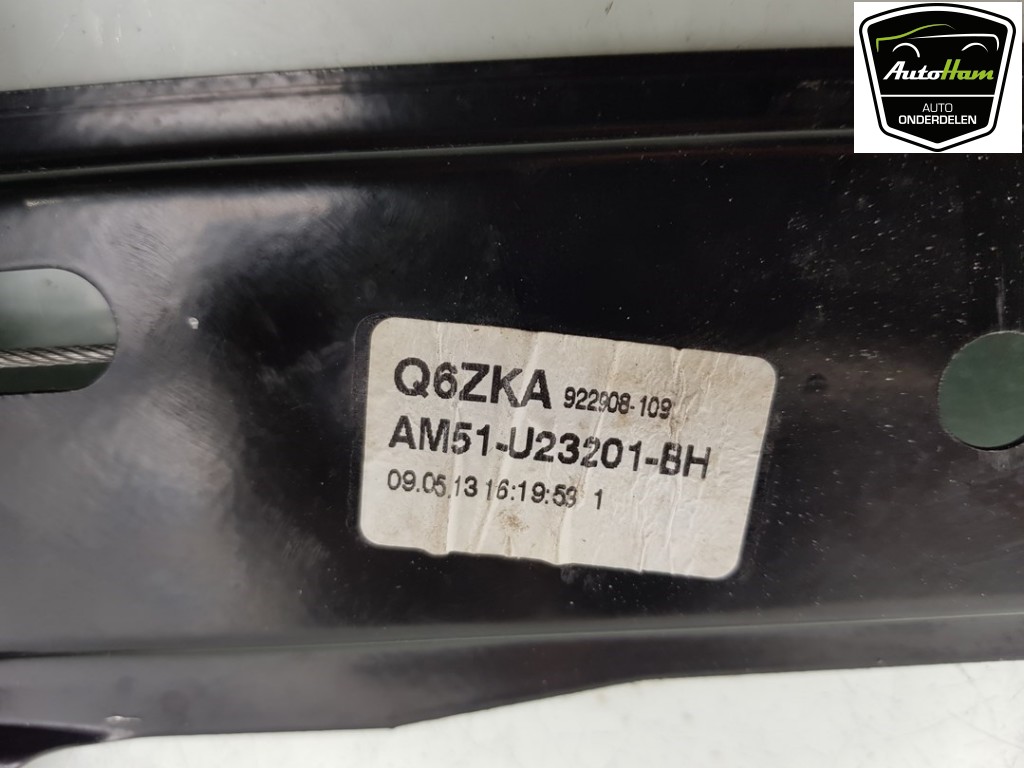 AutoHam
AUTO
ONDERDELEN
Q6ZKA 922908-109
AM51-U23201-BH
09.05.13 16:19:53 1